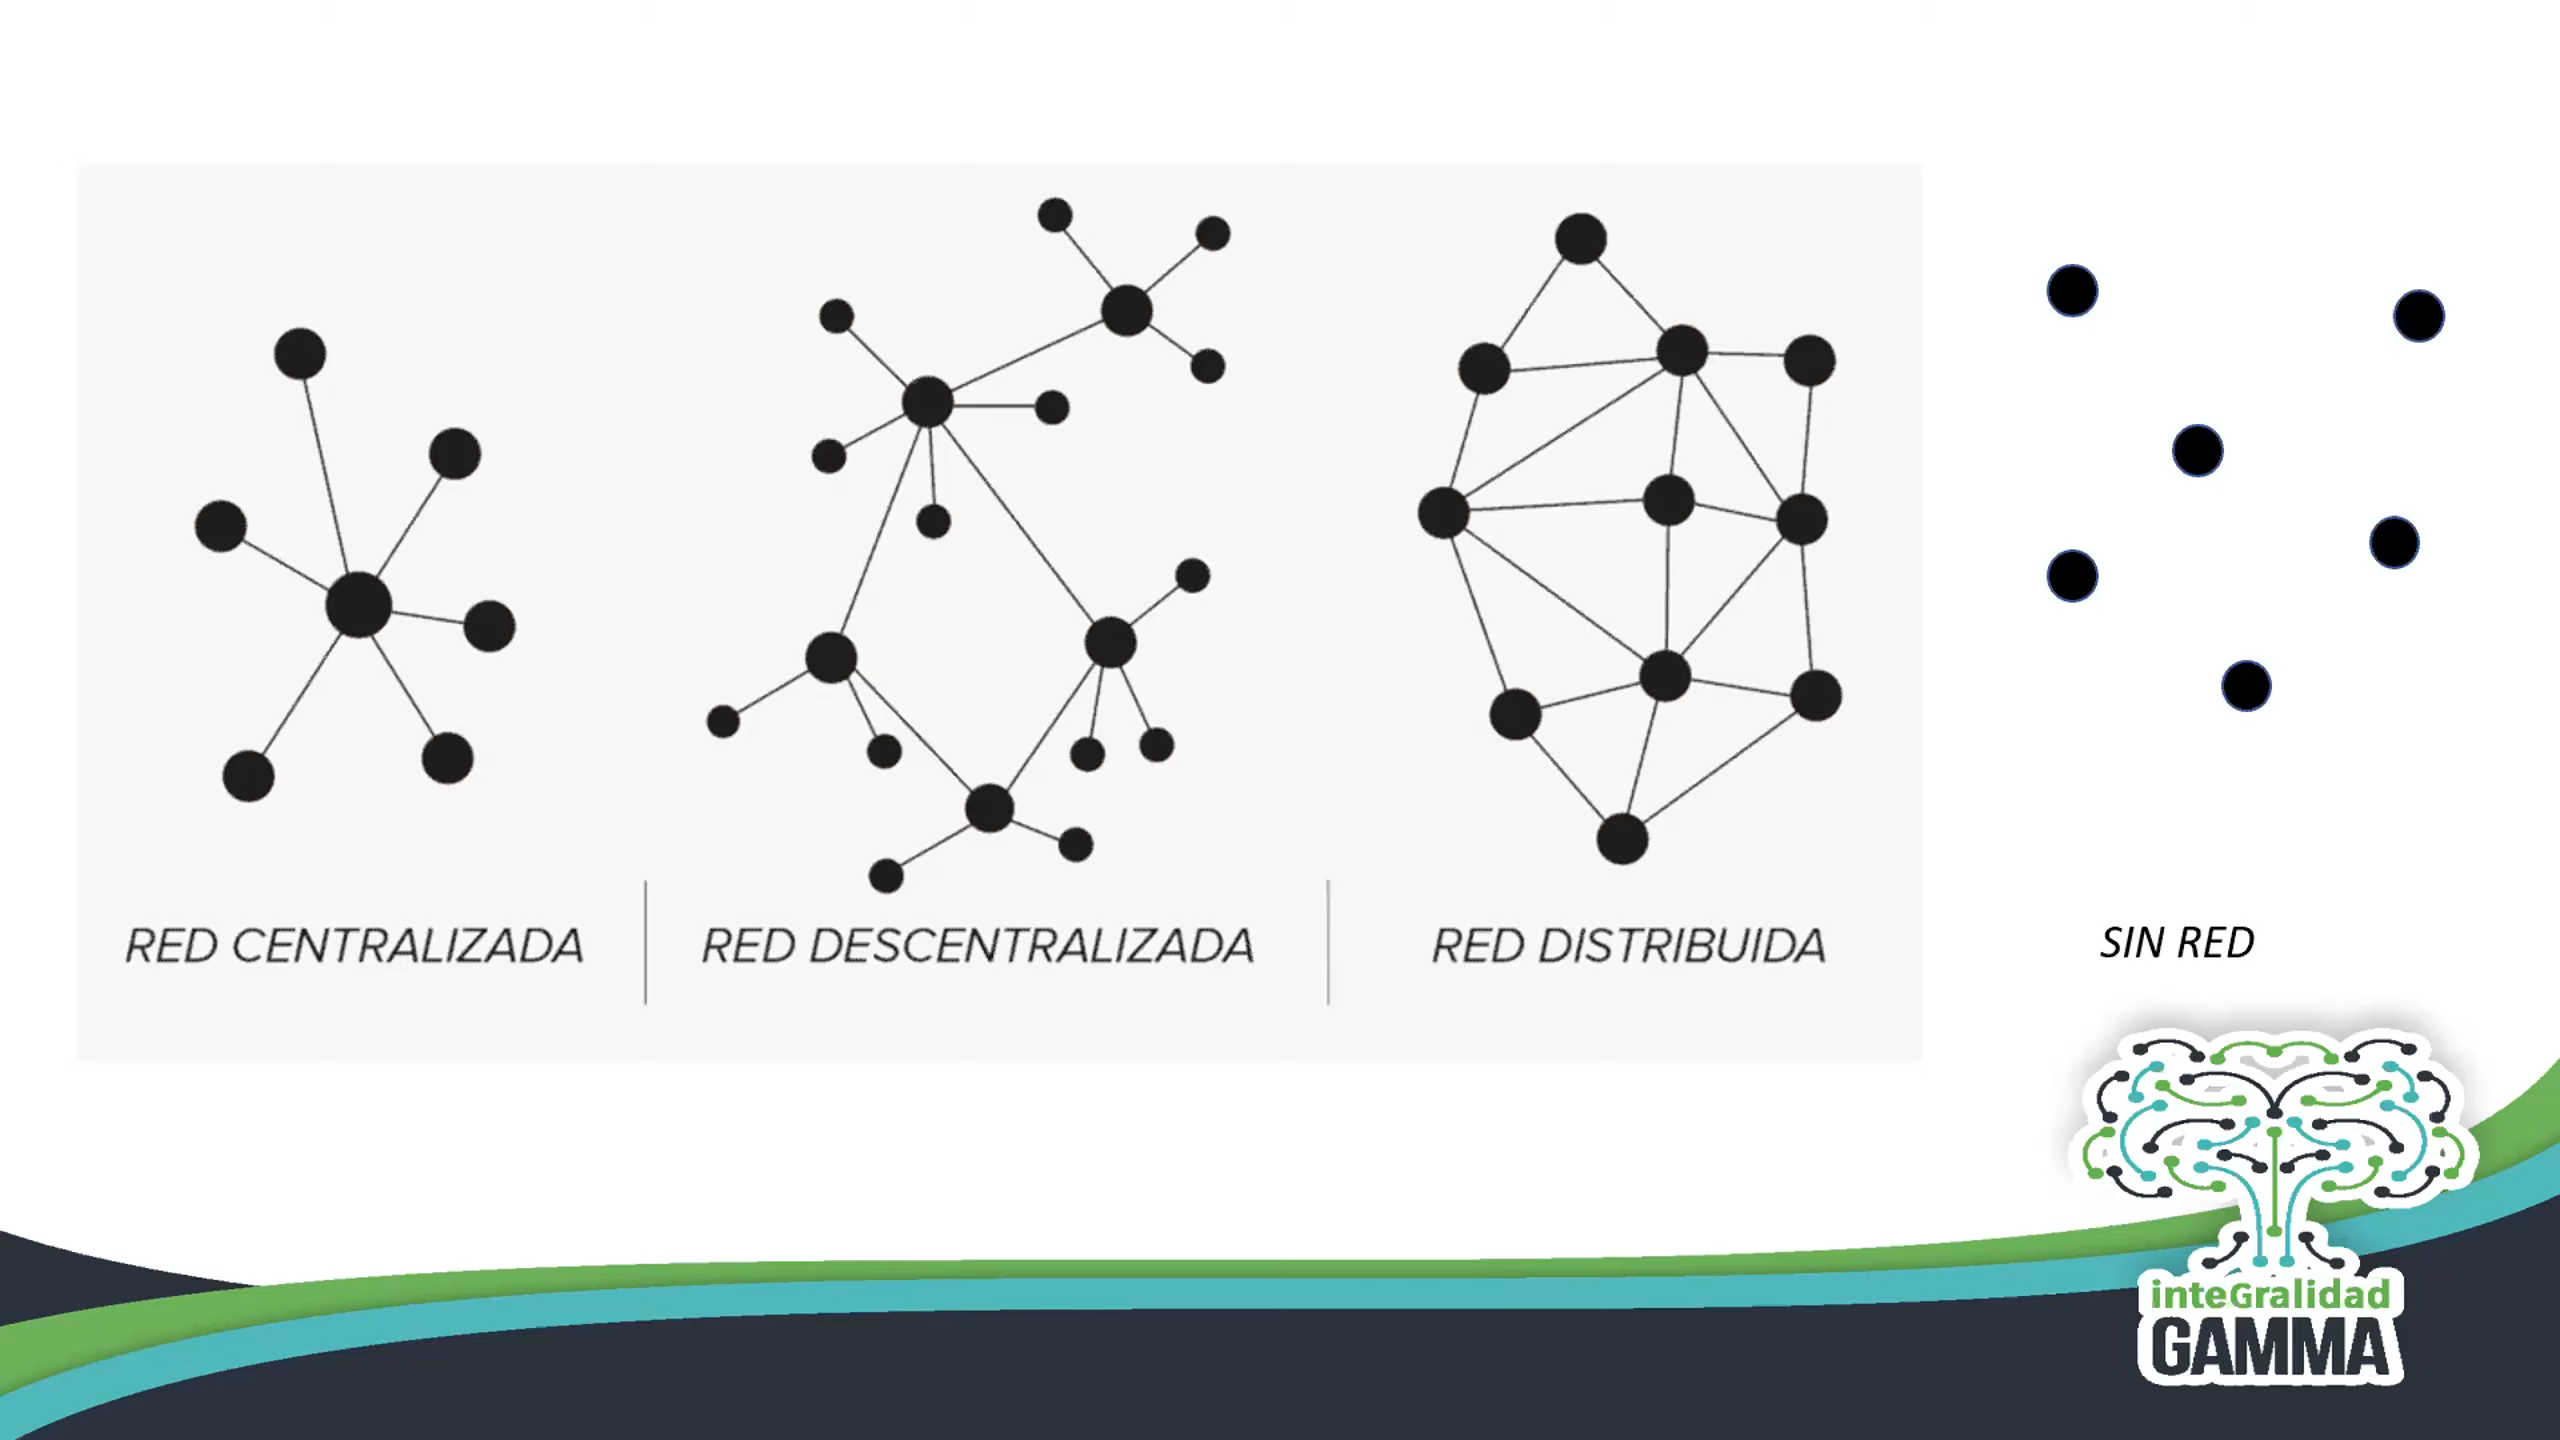 RED CENTRALIZADA
RED DESCENTRALIZADA
RED DISTRIBUIDA
SIN RED
inteGralidad
GAMMA